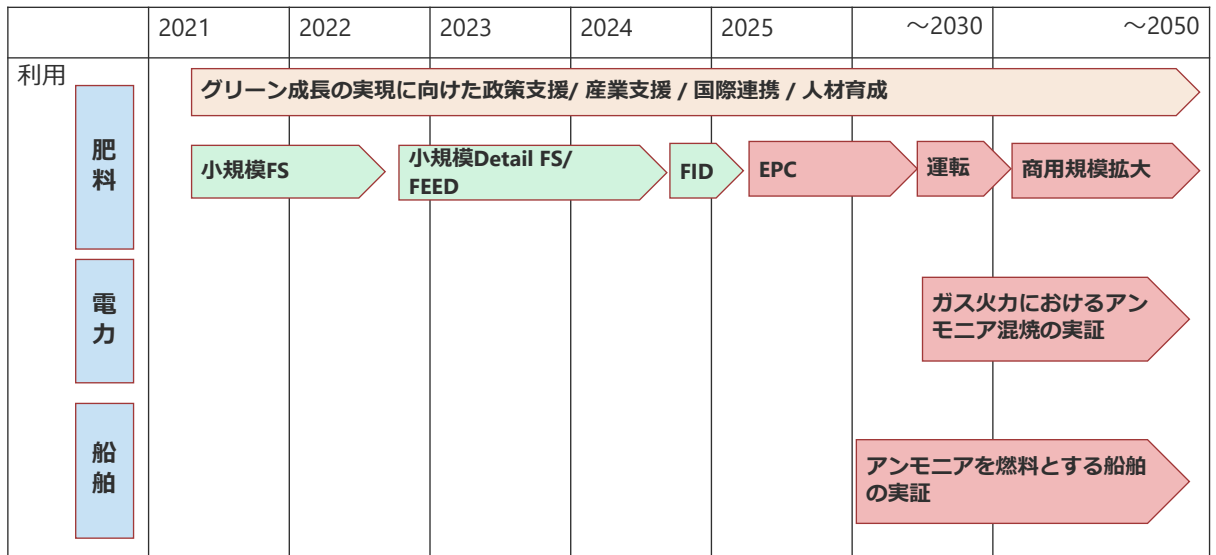 2021 2022 2023 2024 2025 ～2030 ～2050
利用
グリーン成長の実現に向けた政策支援/ 産業支援 / 国際連携 / 人材育成
肥料
小規模FS
小規模Detail FS/
FEED
FID
EPC
運転
商用規模拡大
電力
ガス火力におけるアン
モニア混焼の実証
船舶
アンモニアを燃料とする船舶
の実証